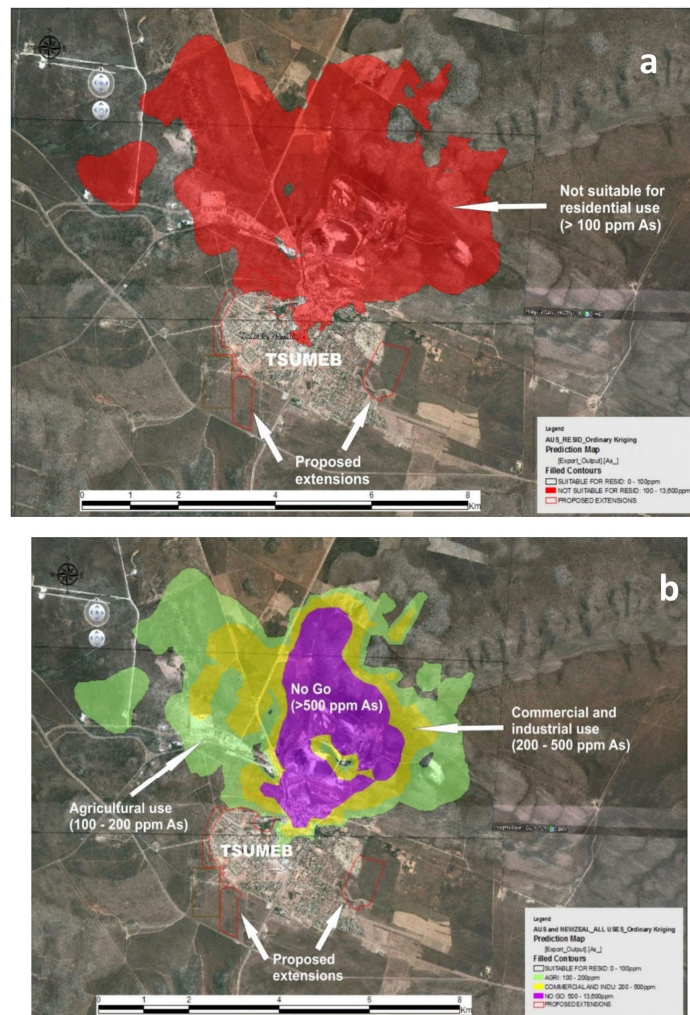 a
Not suitable for
residential use
(> 100 ppm As)
TSUMEB
Proposed
extensions
0 1 2 4 6 8
Km
Legend
AUS_RESID_Ordinary Kriging
Prediction Map
[Export_Output].[As_]
Filled Contours
SUITABLE FOR RESID: 0 - 100ppm
NOT SUITABLE FOR RESID: 100 - 13,600ppm
PROPOSED EXTENSIONS
b
No Go
(>500 ppm As)
Commercial and
industrial use
(200 - 500 ppm As)
Agricultural use
(100 - 200 ppm As)
TSUMEB
Proposed
extensions
0 1 2 4 6 8
Km
Legend
AUS and NEWZEAL_ALL USES_Ordinary Kriging
Prediction Map
[Export_Output].[As_]
Filled Contours
SUITABLE FOR RESID: 0 - 100ppm
AGRI: 100 - 200ppm
COMMERCIAL AND INDU: 200 - 500ppm
NO GO: 500 - 13,600ppm
PROPOSED EXTENSIONS